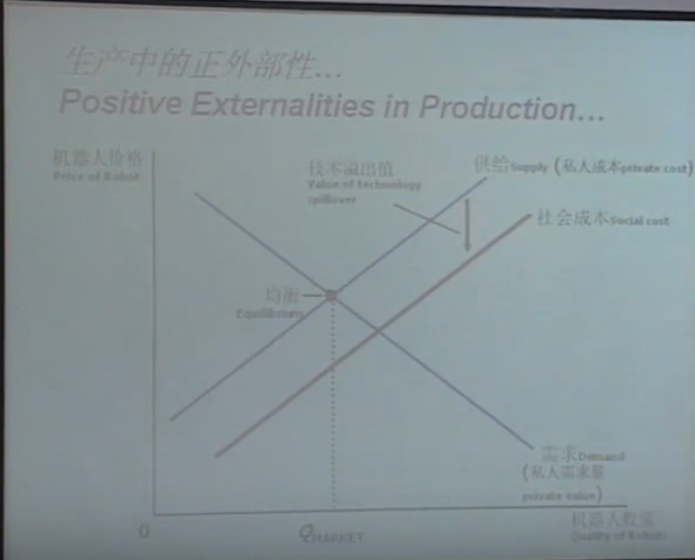 生产中的正外部性...
Positive Externalities in Production...
机器人价格
Price of Robot
技术溢出值
Value of technology
spillover
供给Supply (私人成本private cost)
社会成本Social cost
均衡
Equilibrium
需求Demand
(私人需求量
private value)
0
QMARKET
机器人数量
Quality of Robots